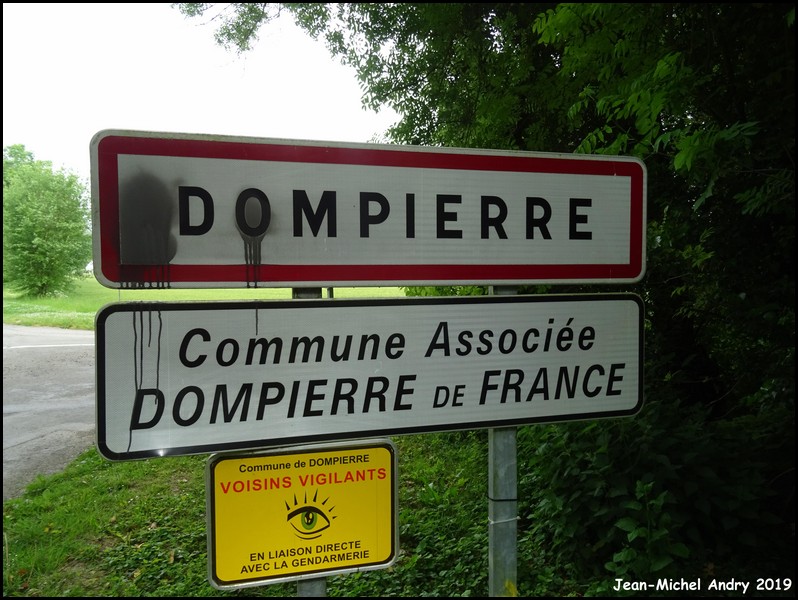 DOMPIERRE
Commune Associée
DOMPIERRE DE FRANCE
Commune de DOMPIERRE
VOISINS VIGILANTS
EN LIAISON DIRECTE
AVEC LA GENDARMERIE
Jean-Michel Andry 2019